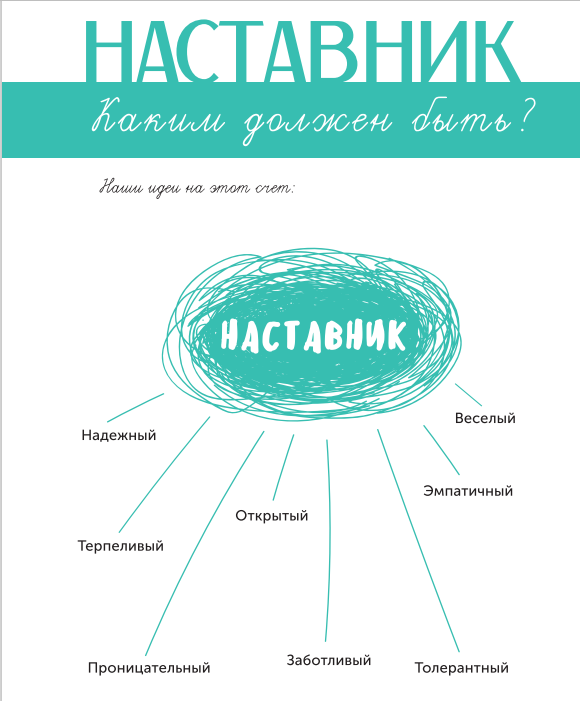 НАСТАВНИК
Каким должен быть?
Наши идеи на этот счет:
НАСТАВНИК
Веселый
Надежный
Эмпатичный
Открытый
Терпеливый
Заботливый
Проницательный
Толерантный